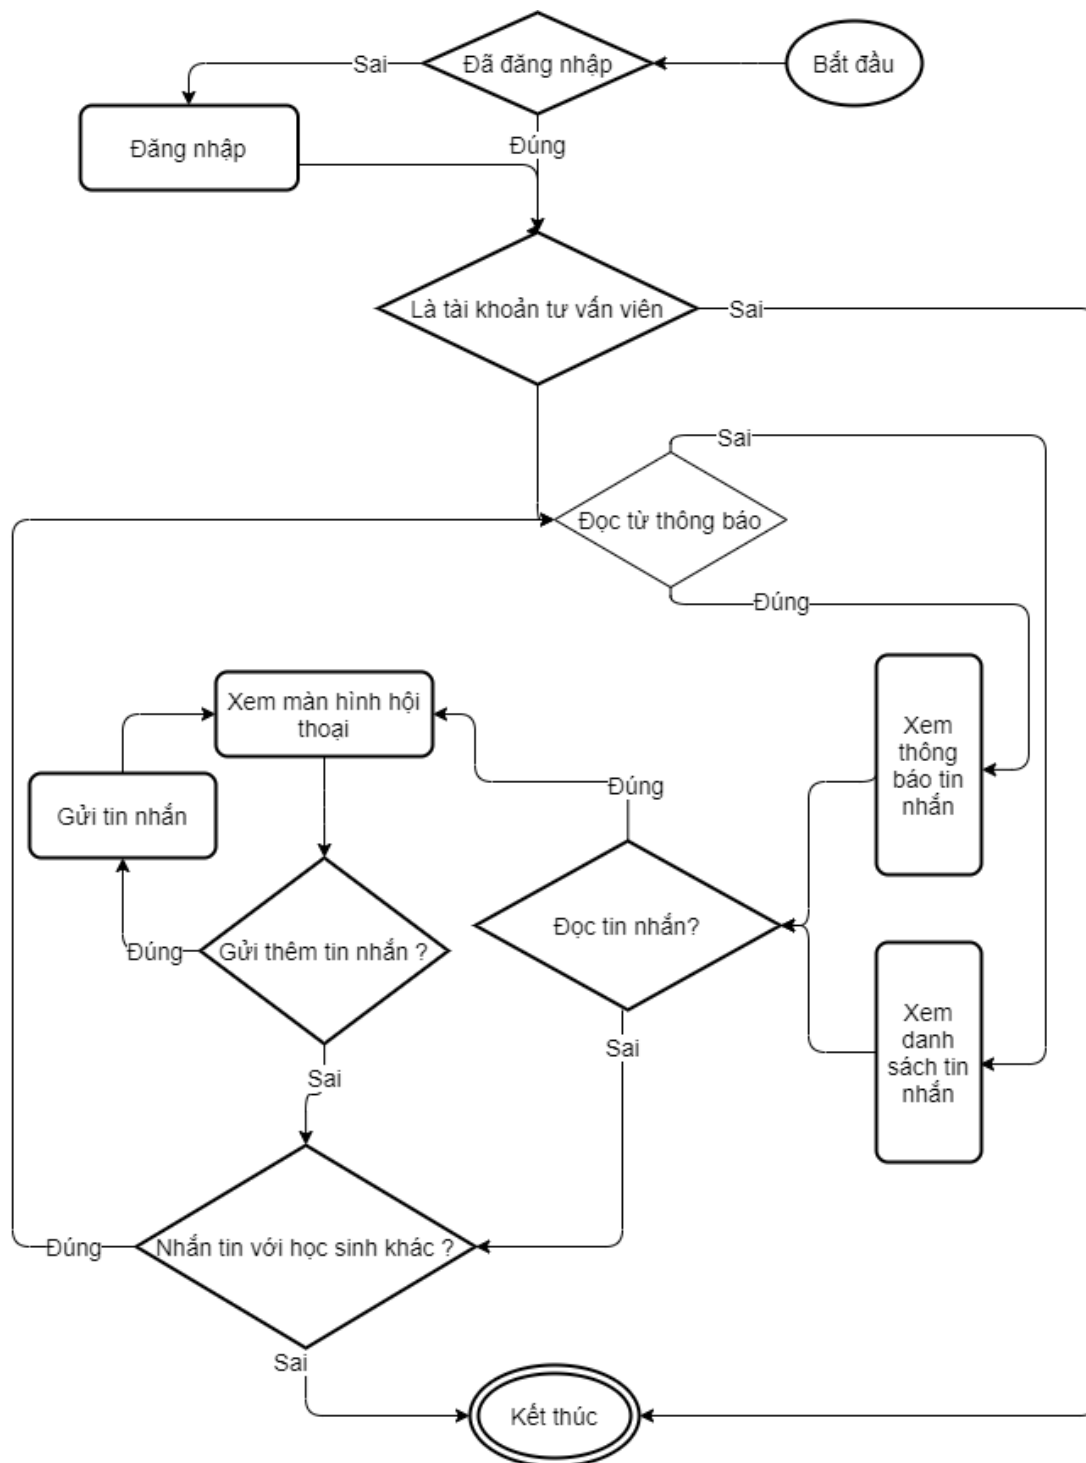 Sai
Đã đăng nhập
Bắt đầu
Đăng nhập
Đúng
Là tài khoản tư vấn viên
Sai
Sai
Đọc từ thông báo
Đúng
Xem màn hình hội
thoại
Xem
thông
báo tin
nhắn
Gửi tin nhắn
Đúng
Đúng
Gửi thêm tin nhắn ?
Đọc tin nhắn?
Xem
danh
sách tin
nhắn
Sai
Sai
Đúng
Nhắn tin với học sinh khác ?
Sai
Kết thúc